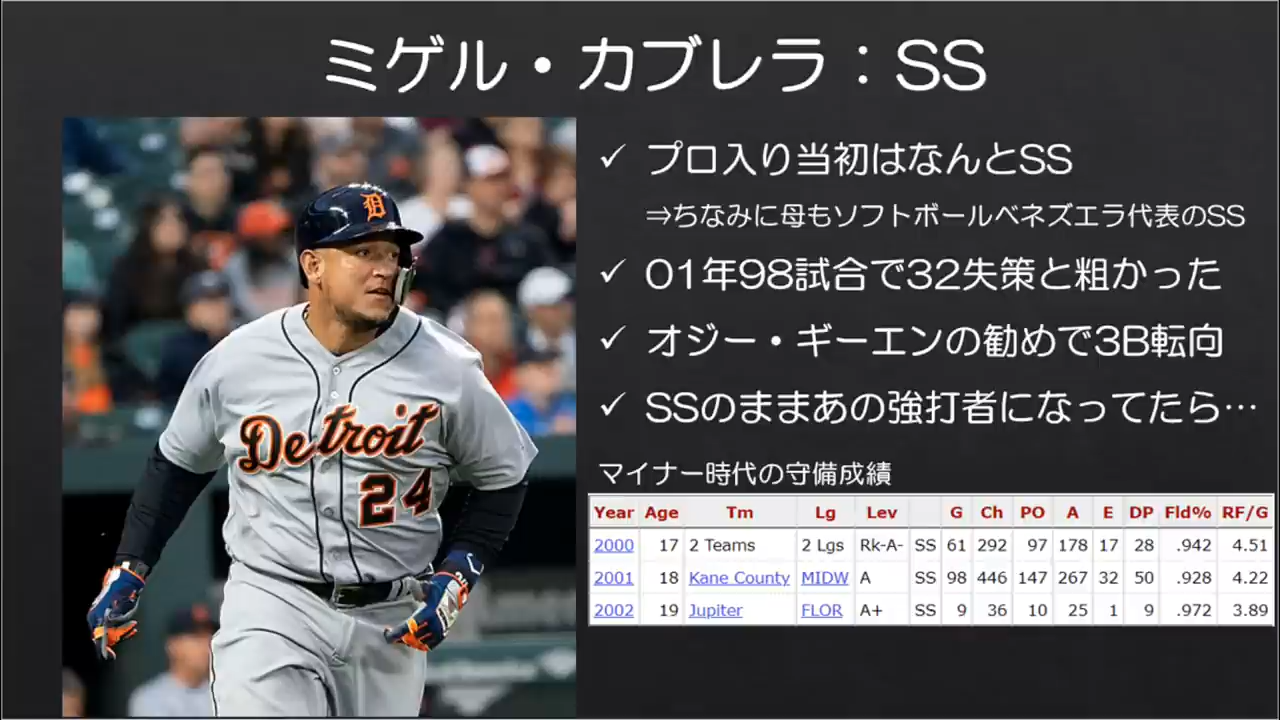 ミゲル・カブレラ：SS
✓ プロ入り当初はなんとSS
⇒ちなみに母もソフトボールベネズエラ代表のSS
✓ 01年98試合で32失策と粗かった
✓ オジー・ギーエンの勧めで3B転向
✓ SSのままあの強打者になってたら…
D
Detroit
24
マイナー時代の守備成績
Year Age Tm Lg Lev G Ch PO A E DP Fld% RF/G
2000 17 2 Teams 2 Lgs Rk-A- SS 61 292 97 178 17 28 .942 4.51
2001 18 Kane County MIDW A SS 98 446 147 267 32 50 .928 4.22
2002 19 Jupiter FLOR A+ SS 9 36 10 25 1 9 .972 3.89